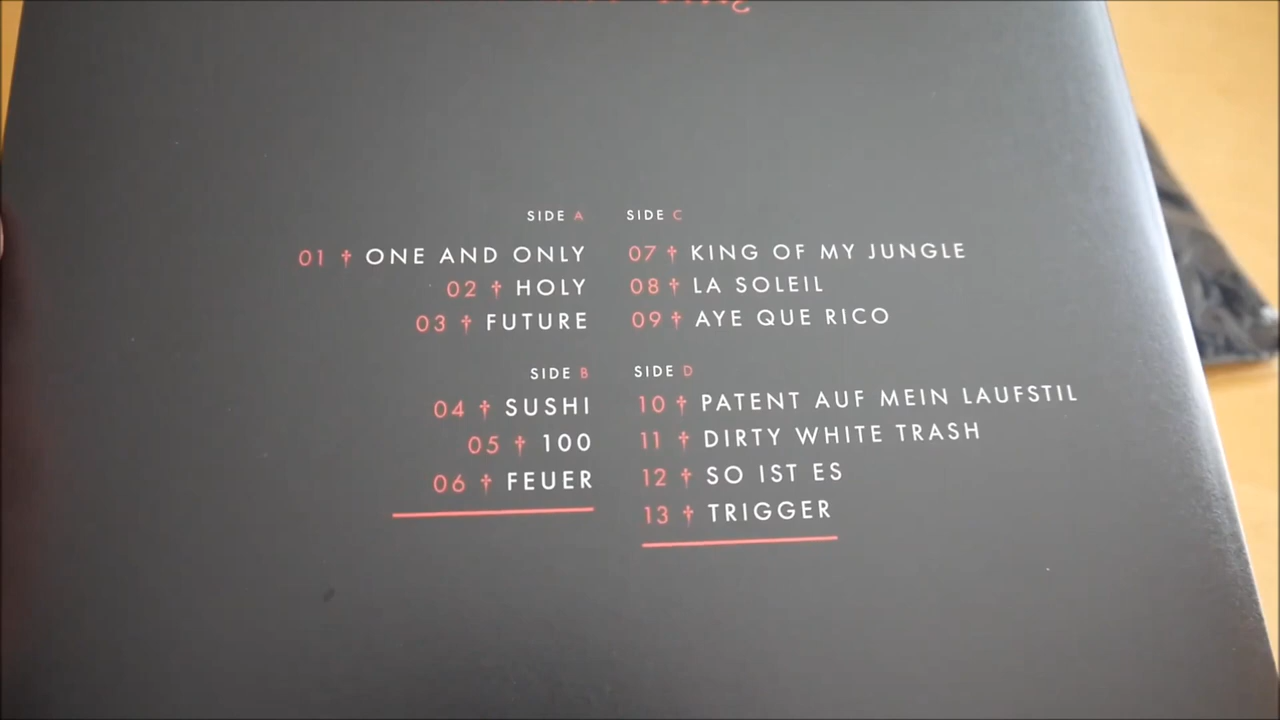 SIDE A
01 † ONE AND ONLY
02 † HOLY
03 † FUTURE
SIDE B
04 † SUSHI
05 † 100
06 † FEUER
SIDE C
07 † KING OF MY JUNGLE
08 † LA SOLEIL
09 † AYE QUE RICO
SIDE D
10 † PATENT AUF MEIN LAUFSTIL
11 † DIRTY WHITE TRASH
12 † SO IST ES
13 † TRIGGER